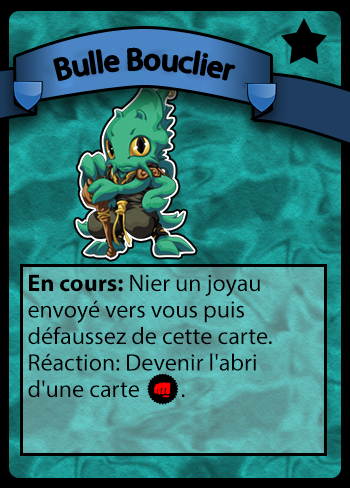 Bulle Bouclier
En cours: Nier un joyau
envoyé vers vous puis
défaussez de cette carte.
Réaction: Devenir l'abri
d'une carte .